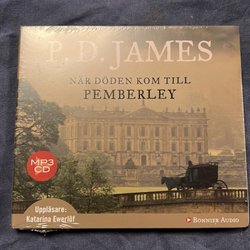 P. D. JAMES
NÄR DÖDEN KOM TILL
PEMBERLEY
MP3
CD
Uppläsare:
Katarina Ewerlöf
BONNIER AUDIO